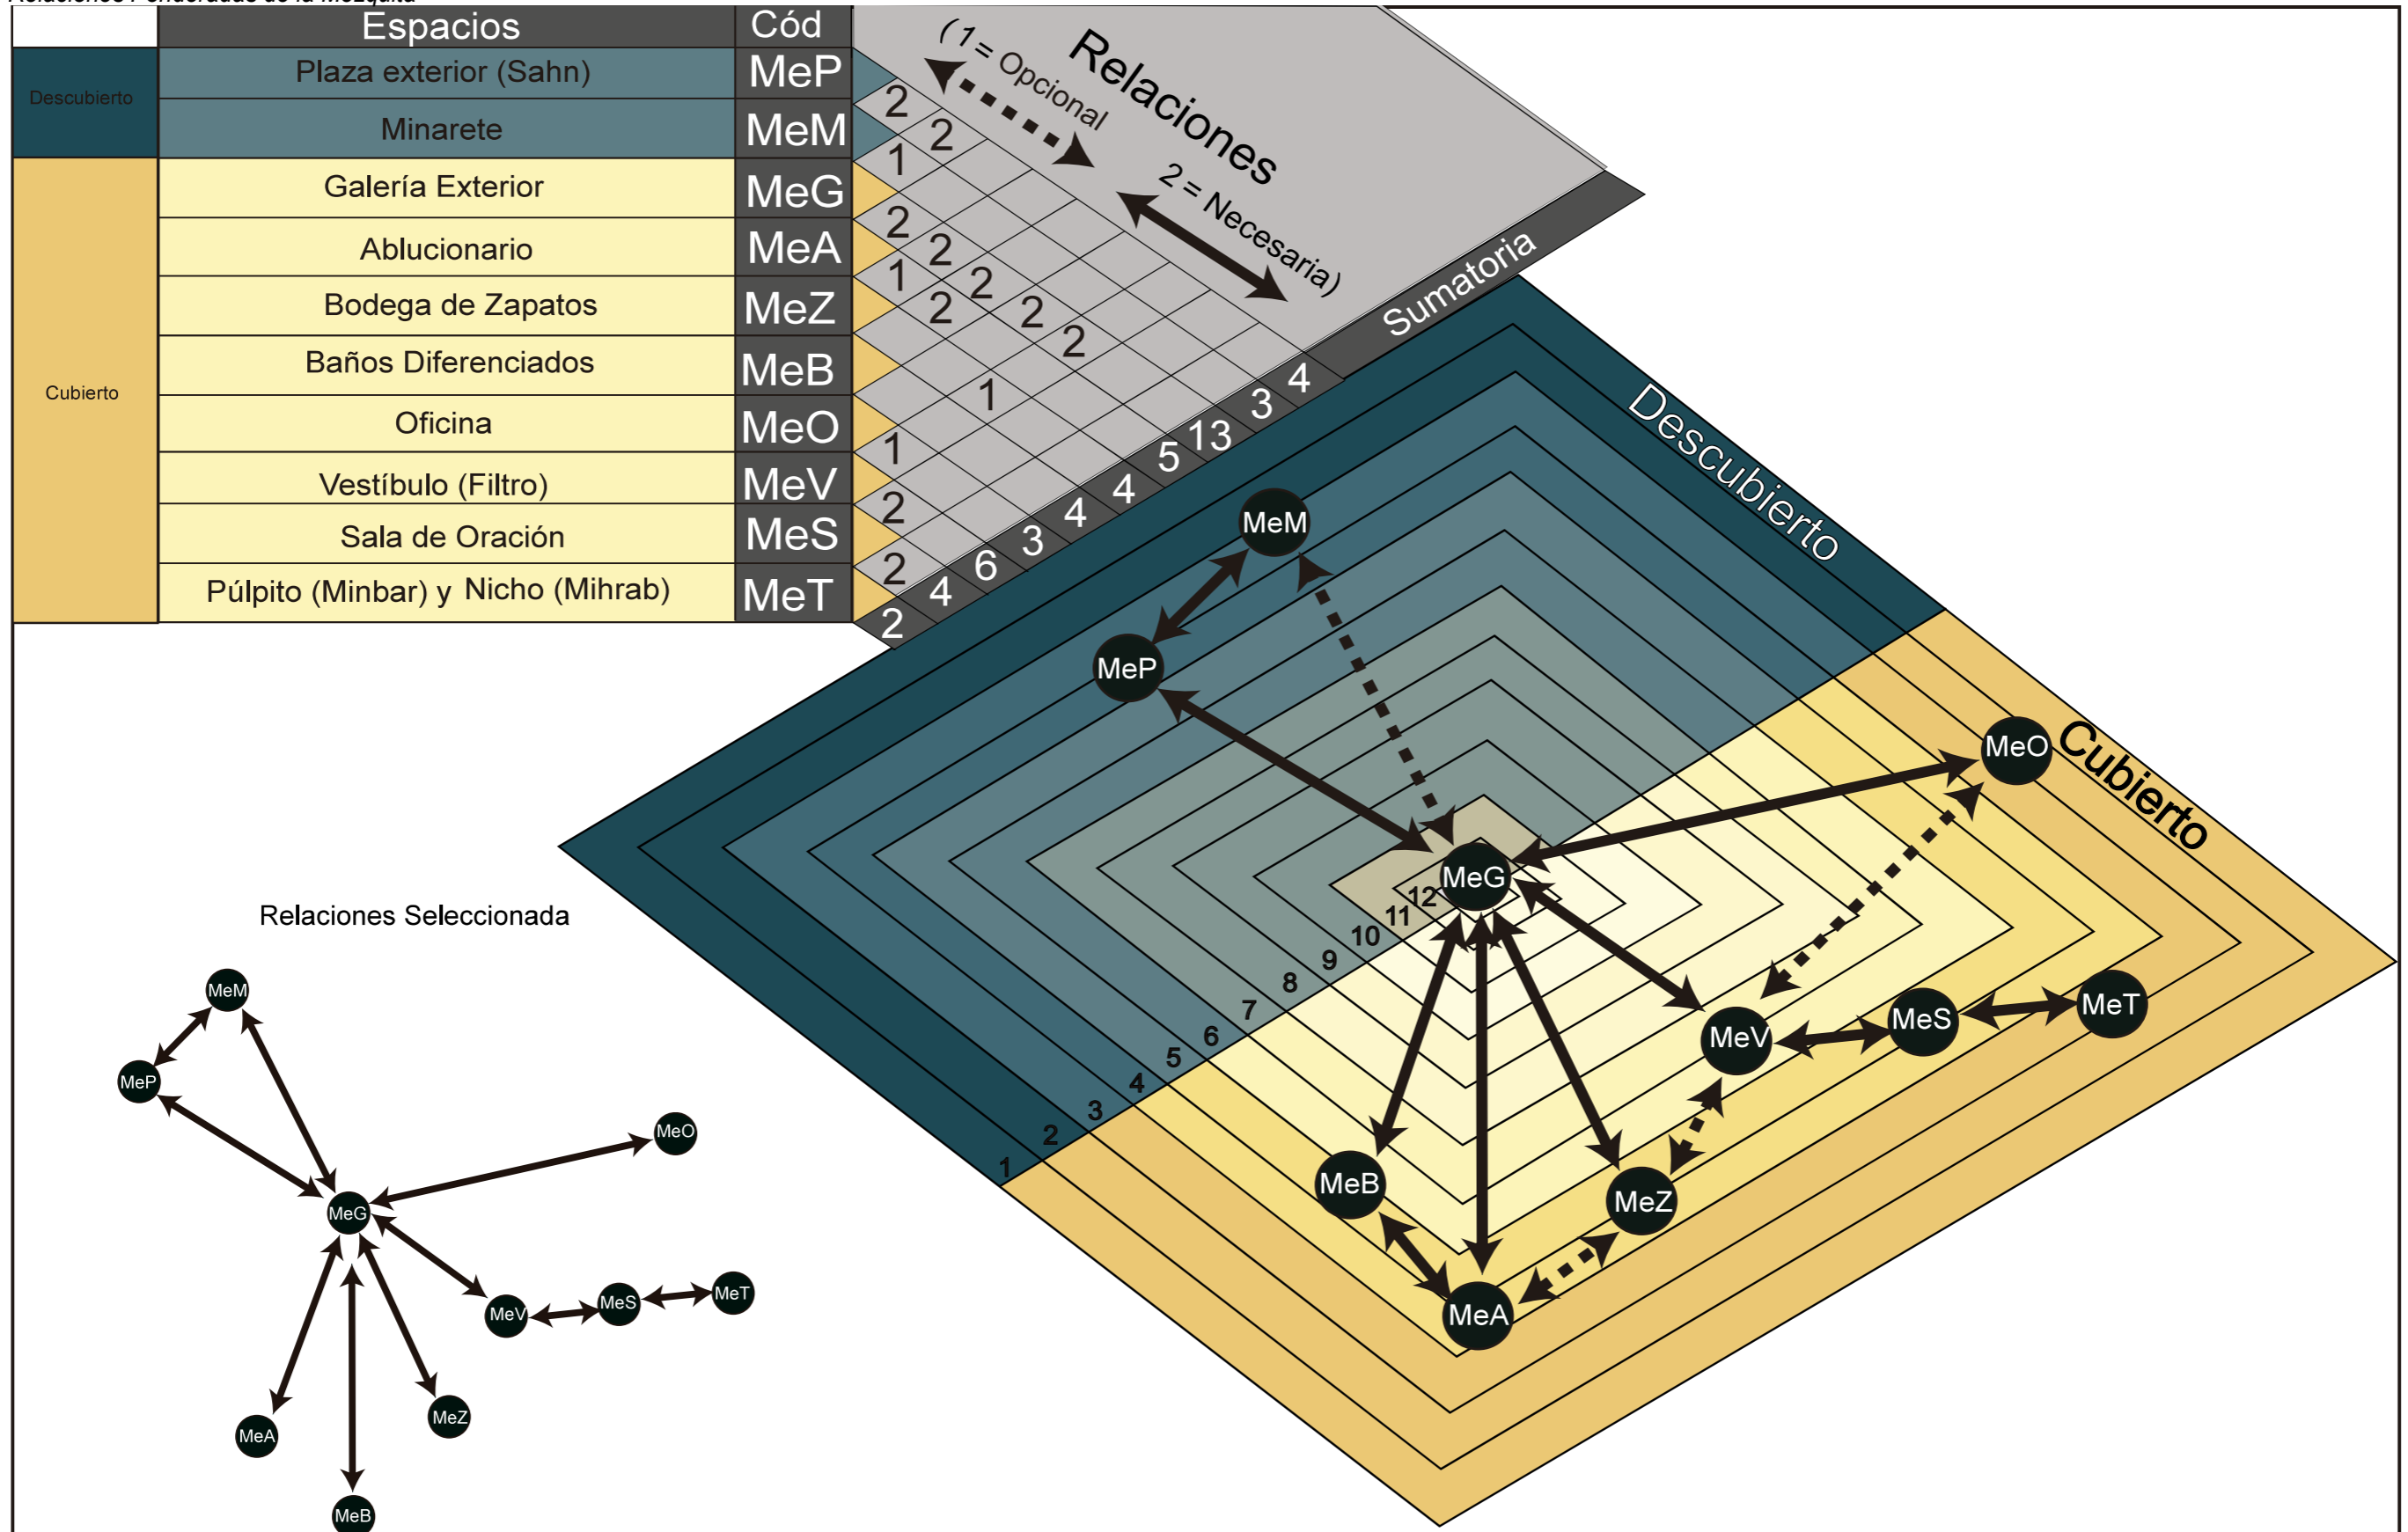 Relaciones Ponderadas de la Mezquita
Espacios Cód
Descubierto
Plaza exterior (Sahn) MeP
Minarete MeM
Cubierto
Galería Exterior MeG
Ablucionario MeA
Bodega de Zapatos MeZ
Baños Diferenciados MeB
Oficina MeO
Vestíbulo (Filtro) MeV
Sala de Oración MeS
Púlpito (Minbar) y Nicho (Mihrab) MeT
Relaciones
( 1= Opcional
2 = Necesaria)
2
2
1
2
2
1
2
2
2
2
1
1
2
2
Sumatoria
4
3
13
5
4
4
3
6
4
2
Descubierto
Cubierto
MeM
MeP
MeO
MeG
MeV
MeS
MeT
MeB
MeZ
MeA
12
11
10
9
8
7
6
5
4
3
2
1
Relaciones Seleccionada
MeM
MeP
MeO
MeG
MeV
MeS
MeT
MeA
MeZ
MeB